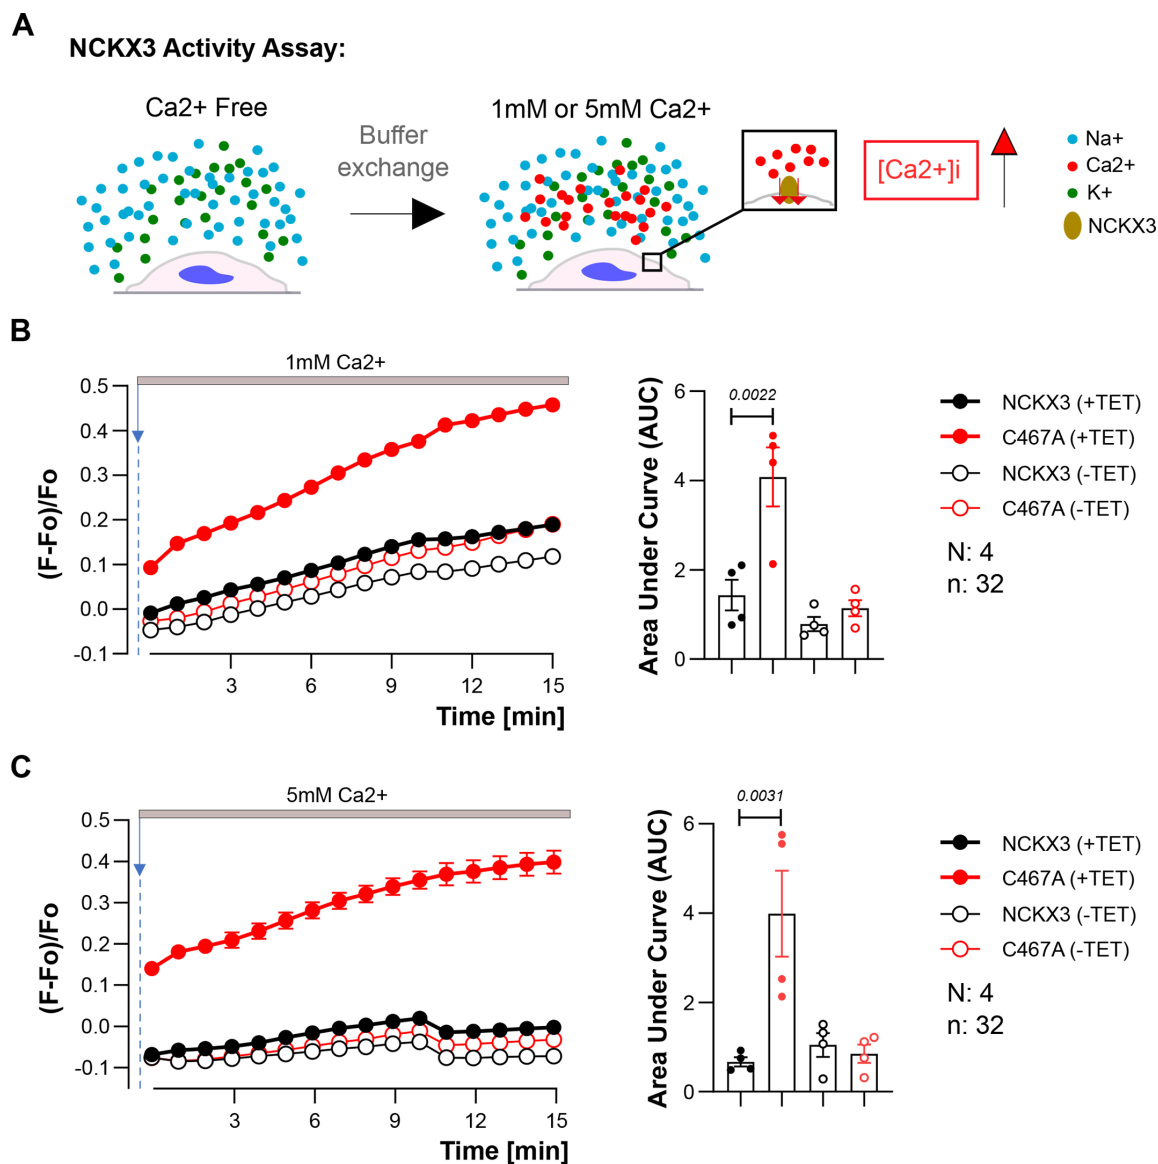 A
NCKX3 Activity Assay:
Ca2+ Free
Buffer
exchange
1mM or 5mM Ca2+
[Ca2+]i
Na+
Ca2+
K+
NCKX3
B
1mM Ca2+
(F-Fo)/Fo
0.5
0.4
0.3
0.2
0.1
0.0
-0.1
3
6
9
12
15
Time [min]
Area Under Curve (AUC)
6
4
2
0
0.0022
NCKX3 (+TET)
C467A (+TET)
NCKX3 (-TET)
C467A (-TET)
N: 4
n: 32
C
5mM Ca2+
(F-Fo)/Fo
0.5
0.4
0.3
0.2
0.1
0.0
-0.1
3
6
9
12
15
Time [min]
Area Under Curve (AUC)
6
4
2
0
0.0031
NCKX3 (+TET)
C467A (+TET)
NCKX3 (-TET)
C467A (-TET)
N: 4
n: 32